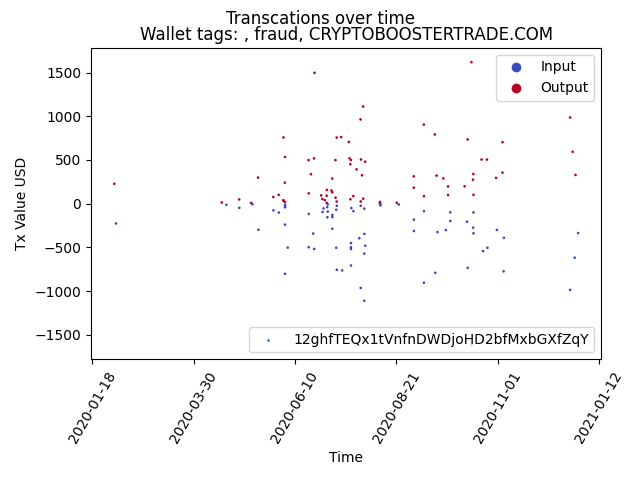 Transcations over time
Wallet tags: , fraud, CRYPTOBOOSTERTRADE.COM
Input
Output
1500
1000
500
0
−500
−1000
−1500
Tx Value USD
12ghfTEQx1tVnfnDWDjoHD2bfMxbGXfZqY
2020-01-18
2020-03-30
2020-06-10
2020-08-21
2020-11-01
2021-01-12
Time